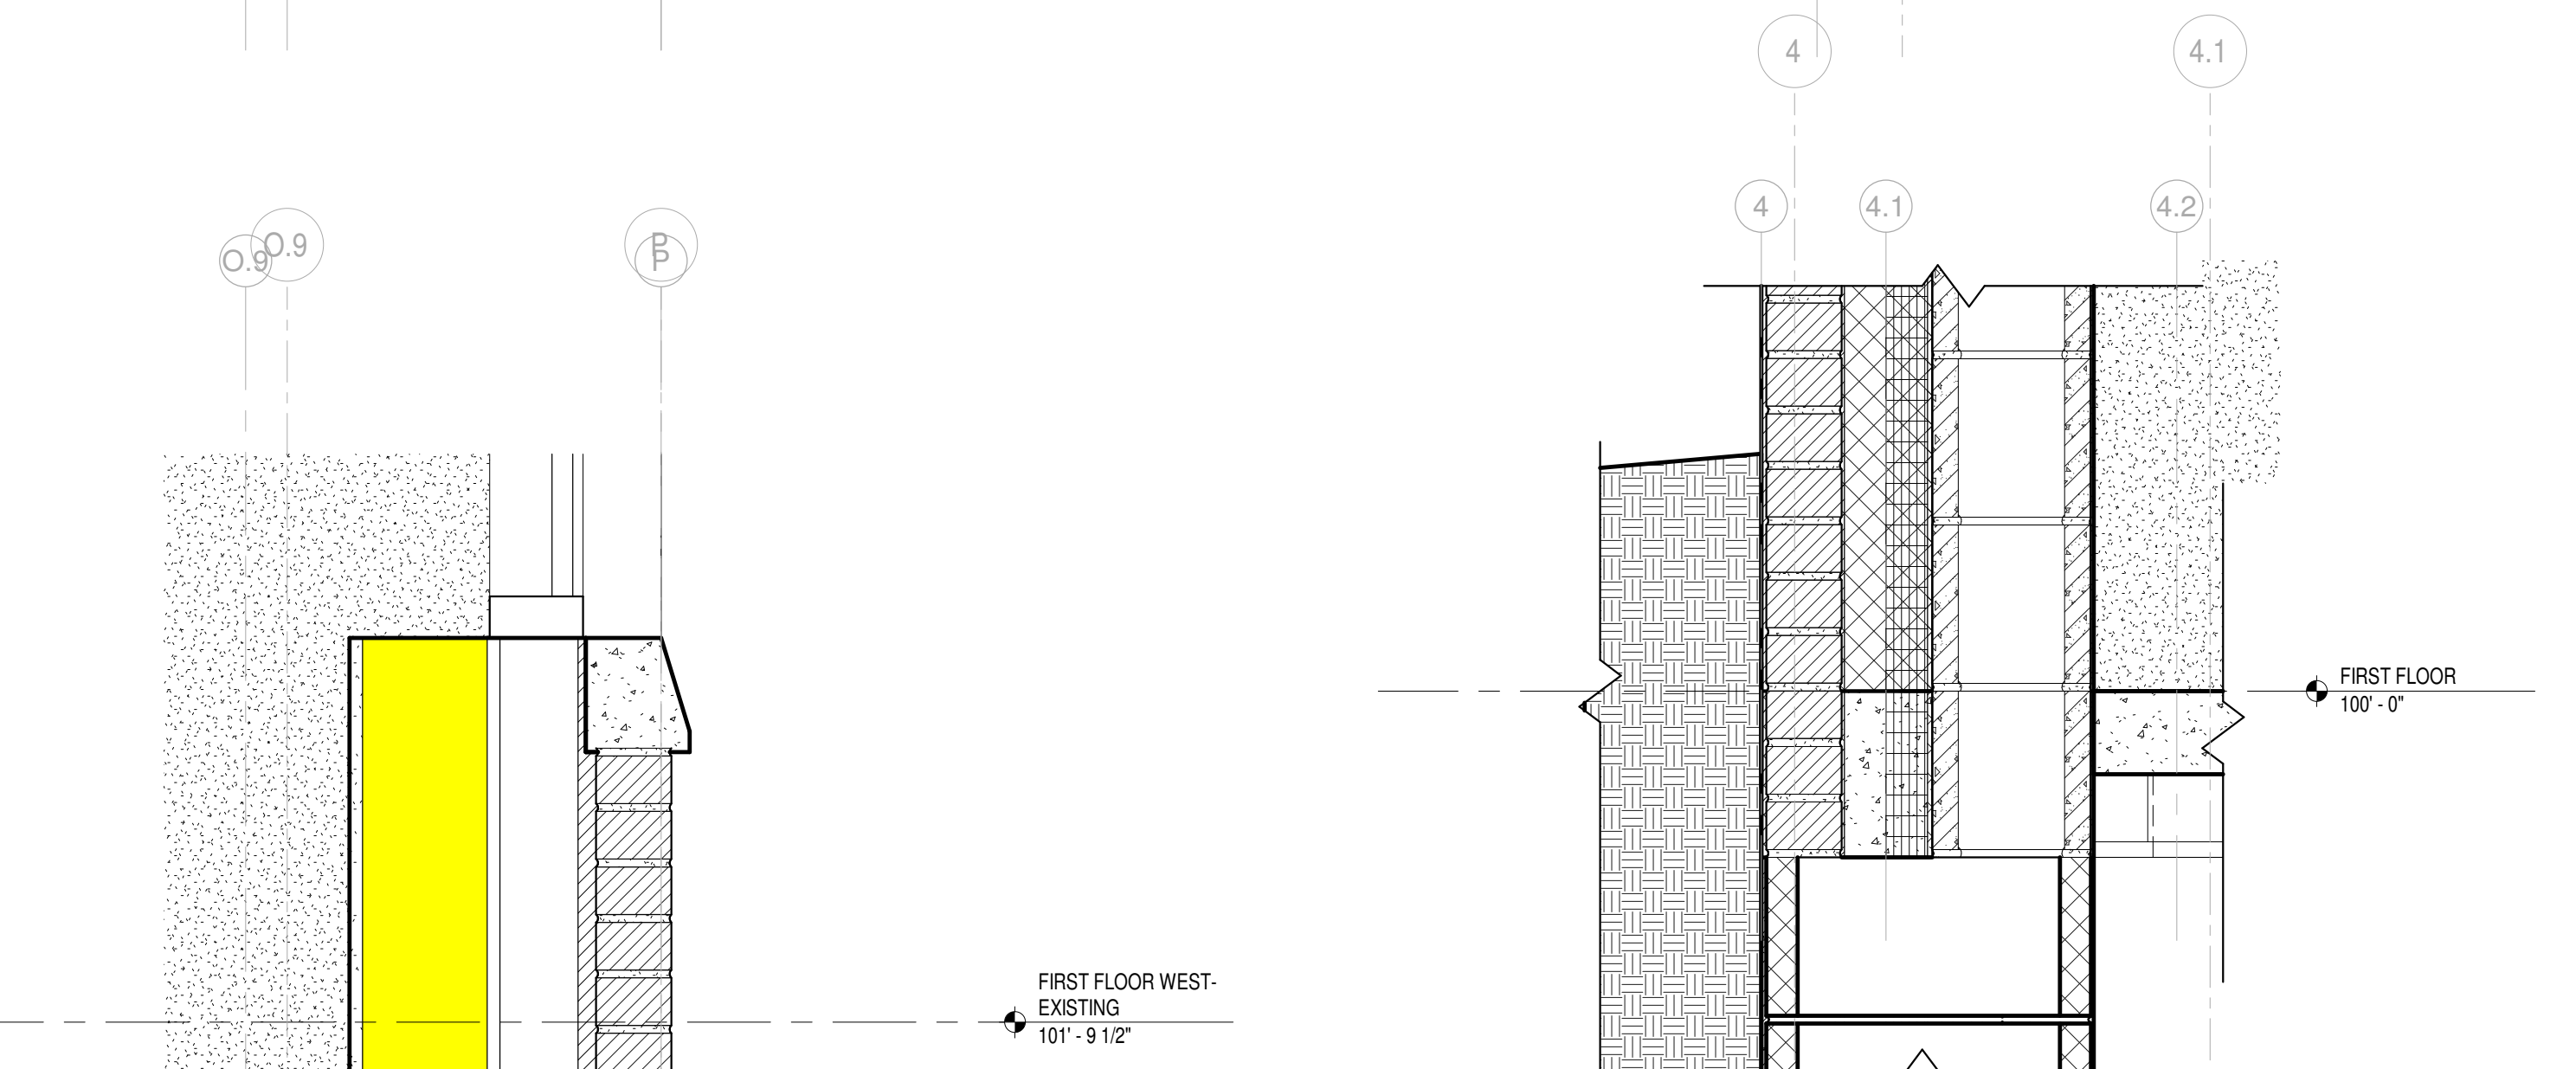 4
4.1
4
4.1
4.2
O.9
O.9
P
P
FIRST FLOOR
100' - 0"
FIRST FLOOR WEST-
EXISTING
101' - 9 1/2"